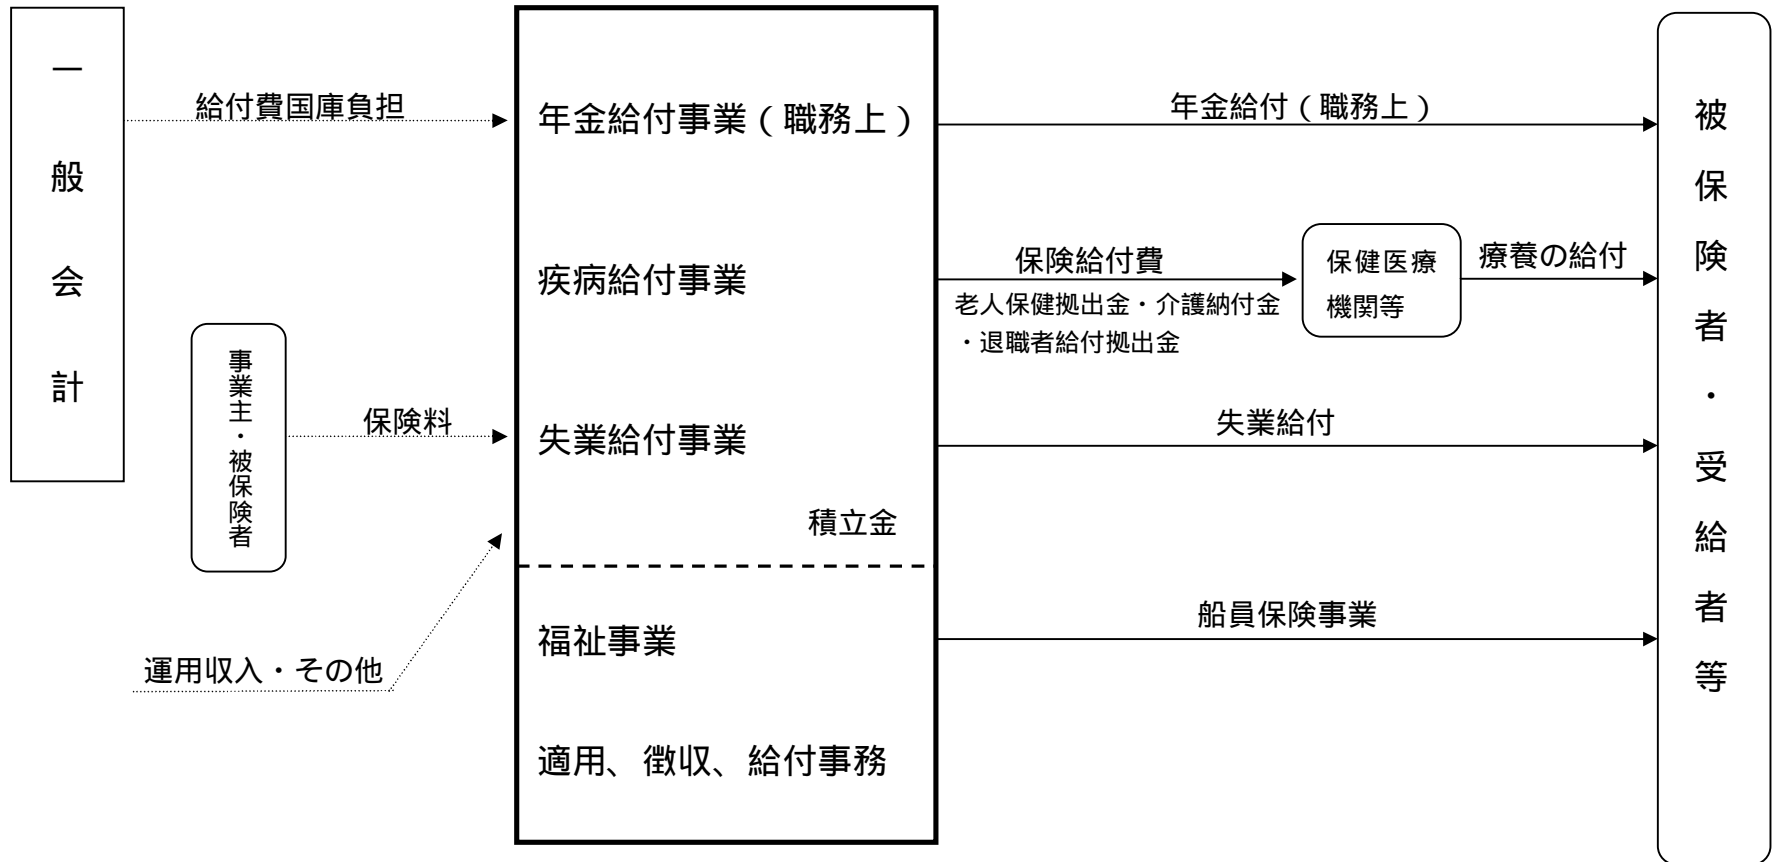 一般会計
給付費国庫負担
事業主・被保険者
保険料
運用収入・その他
年金給付事業（職務上）
疾病給付事業
失業給付事業
積立金
福祉事業
適用、徴収、給付事務
年金給付（職務上）
保険給付費
老人保健拠出金・介護納付金
・退職者給付拠出金
保健医療
機関等
療養の給付
失業給付
船員保険事業
被保険者・受給者等